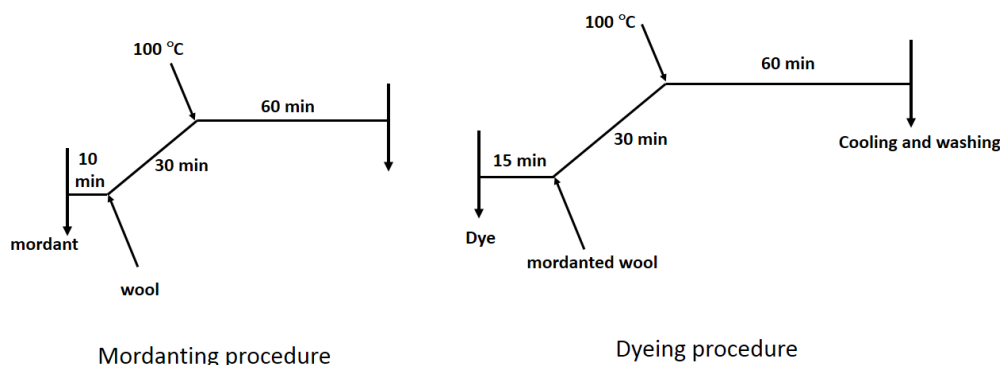 100 °C
60 min
10
min
30 min
mordant
wool
Mordanting procedure
100 °C
60 min
15 min
30 min
Cooling and washing
Dye
mordanted wool
Dyeing procedure